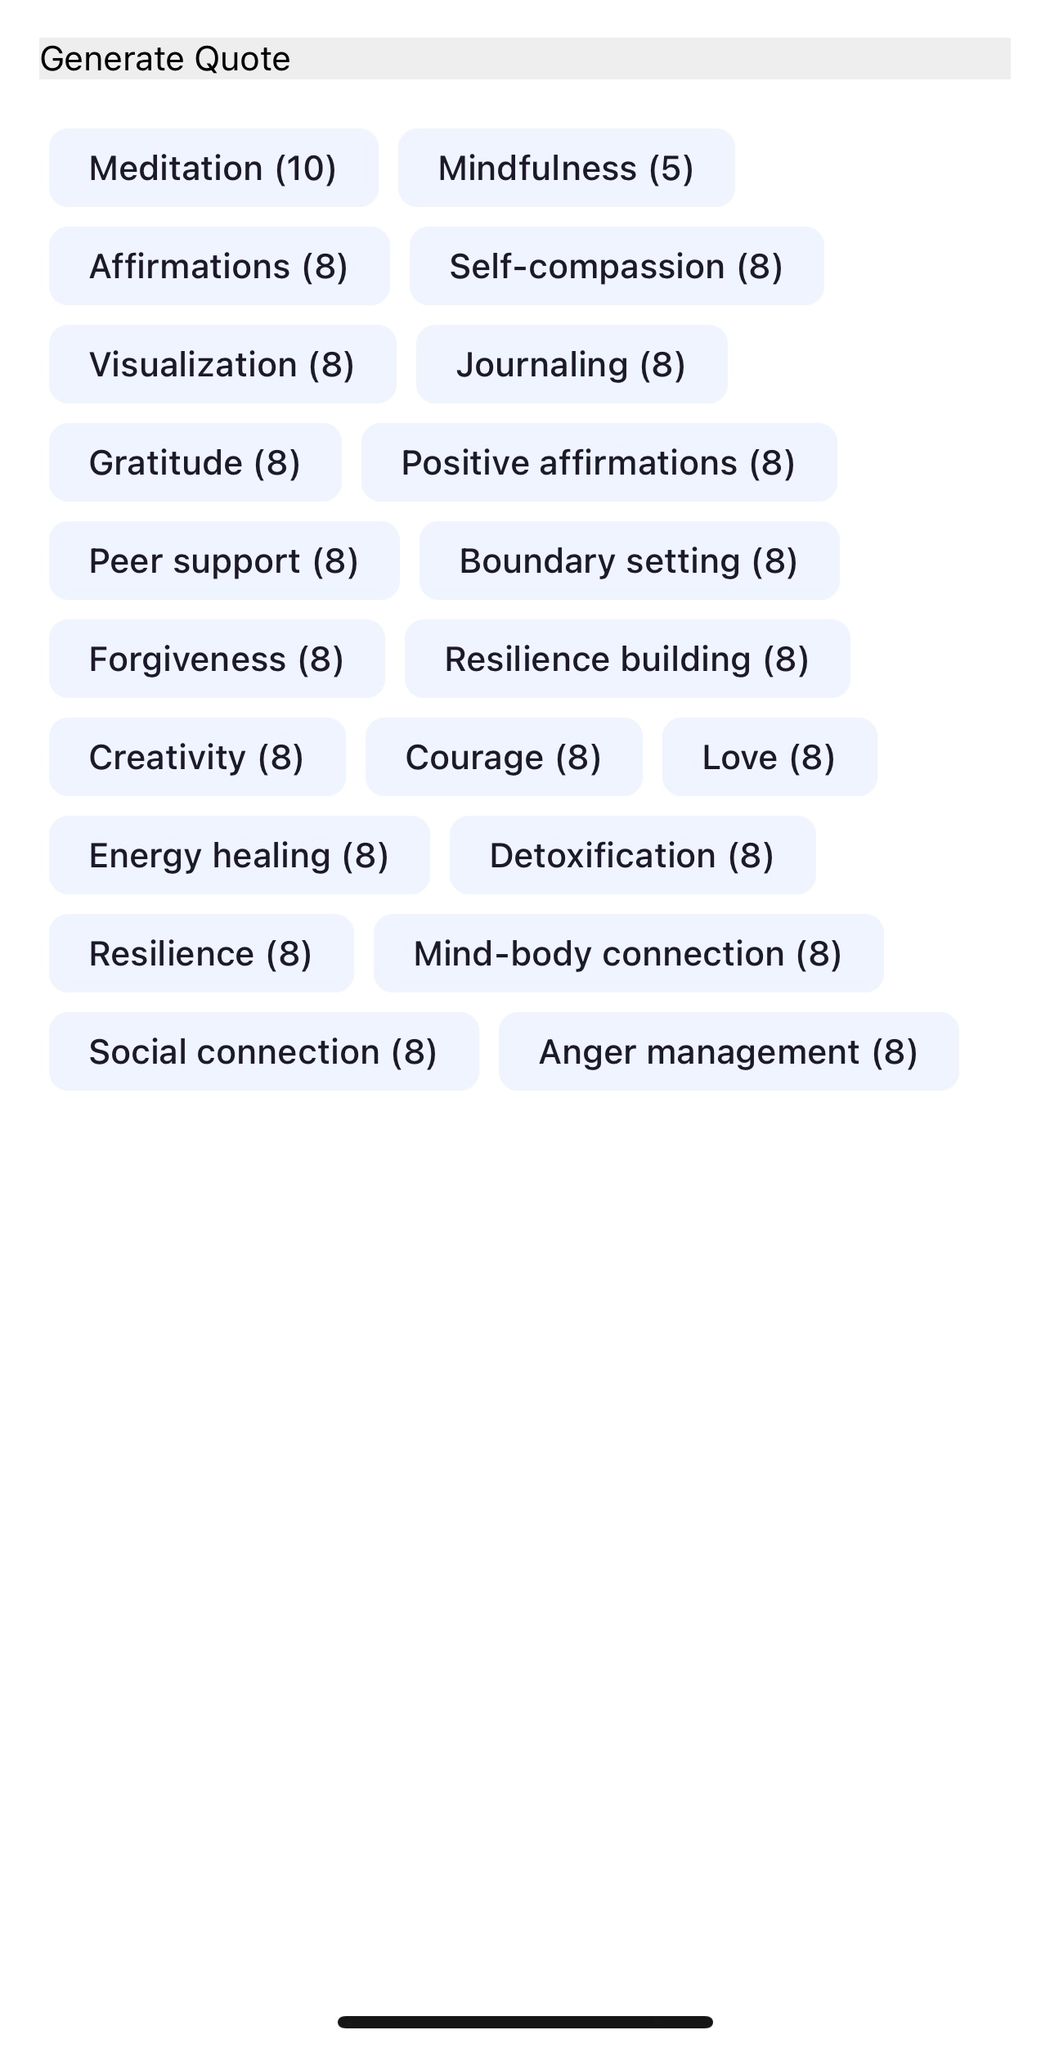 Generate Quote
Meditation (10) Mindfulness (5)
Affirmations (8) Self-compassion (8)
Visualization (8) Journaling (8)
Gratitude (8) Positive affirmations (8)
Peer support (8) Boundary setting (8)
Forgiveness (8) Resilience building (8)
Creativity (8) Courage (8) Love (8)
Energy healing (8) Detoxification (8)
Resilience (8) Mind-body connection (8)
Social connection (8) Anger management (8)